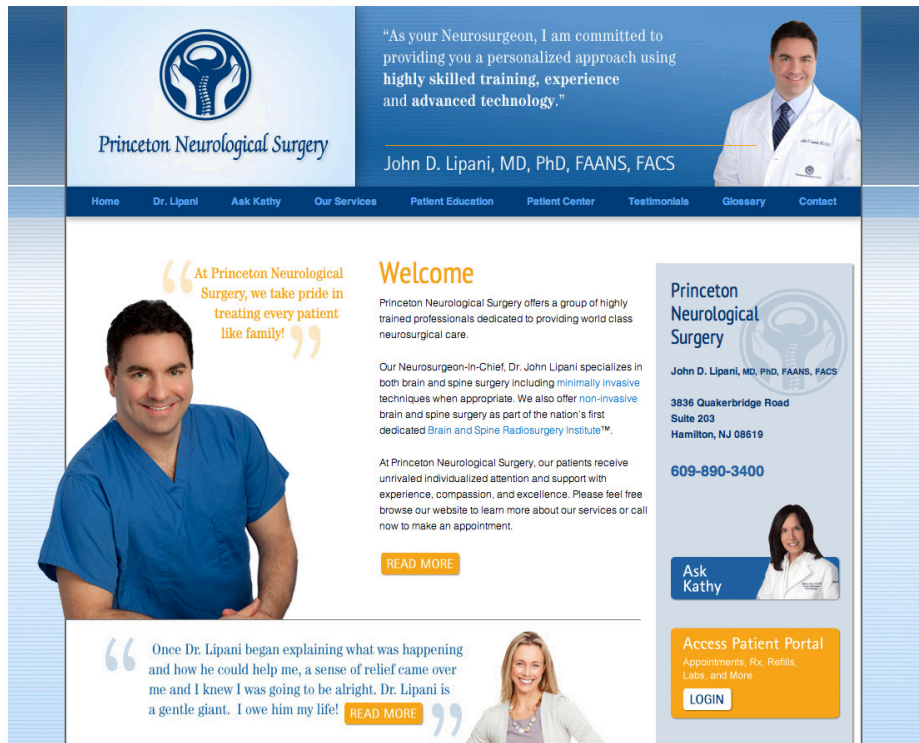 Princeton Neurological Surgery
“As your Neurosurgeon, I am committed to
providing you a personalized approach using
highly skilled training, experience
and advanced technology.”
John D. Lipani, MD, PhD, FAANS, FACS
Home Dr. Lipani Ask Kathy Our Services Patient Education Patient Center Testimonials Glossary Contact
“At Princeton Neurological
Surgery, we take pride in
treating every patient
like family! ”
Welcome
Princeton Neurological Surgery offers a group of highly
trained professionals dedicated to providing world class
neurosurgical care.
Our Neurosurgeon-In-Chief, Dr. John Lipani specializes in
both brain and spine surgery including minimally invasive
techniques when appropriate. We also offer non-invasive
brain and spine surgery as part of the nation's first
dedicated Brain and Spine Radiosurgery Institute™.
At Princeton Neurological Surgery, our patients receive
unrivaled individualized attention and support with
experience, compassion, and excellence. Please feel free
browse our website to learn more about our services or call
now to make an appointment.
READ MORE
Princeton
Neurological
Surgery
John D. Lipani, MD, PhD, FAANS, FACS
3836 Quakerbridge Road
Suite 203
Hamilton, NJ 08619
609-890-3400
Ask
Kathy
Access Patient Portal
Appointments, Rx, Refills,
Labs, and More
LOGIN
“Once Dr. Lipani began explaining what was happening
and how he could help me, a sense of relief came over
me and I knew I was going to be alright. Dr. Lipani is
a gentle giant. I owe him my life! READ MORE ”